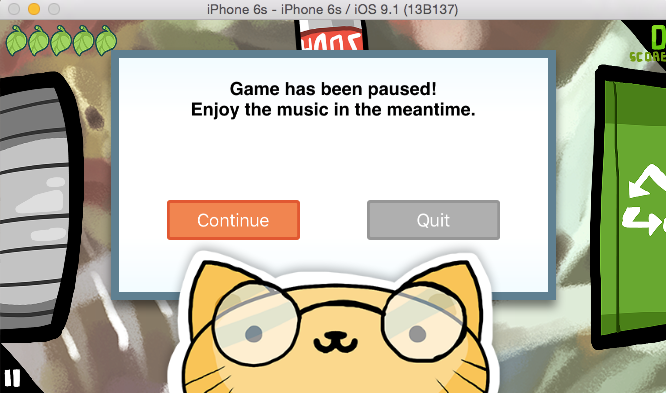 iPhone 6s - iPhone 6s / iOS 9.1 (13B137)
SCORE
Game has been paused!
Enjoy the music in the meantime.
Continue
Quit